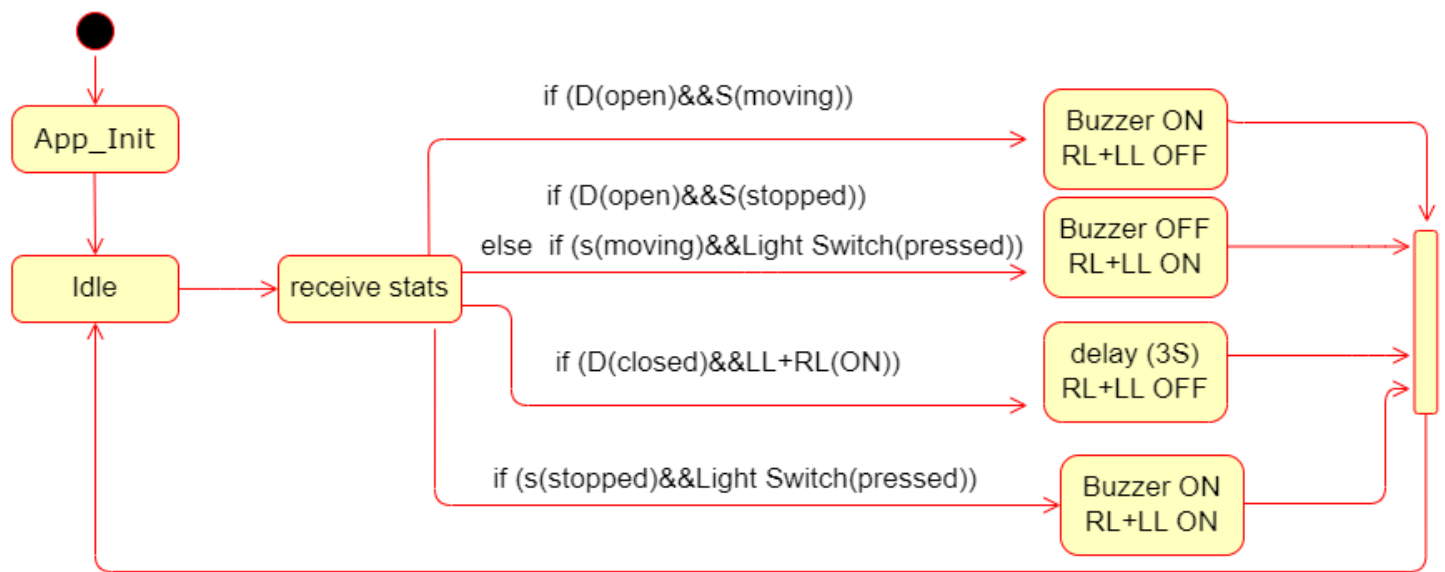 if (D(open)&&S(moving))
Buzzer ON
RL+LL OFF
App_Init
if (D(open)&&S(stopped))
else  if (s(moving)&&Light Switch(pressed))
Buzzer OFF
RL+LL ON
Idle
receive stats
if (D(closed)&&LL+RL(ON))
delay (3S)
RL+LL OFF
if (s(stopped)&&Light Switch(pressed))
Buzzer ON
RL+LL ON